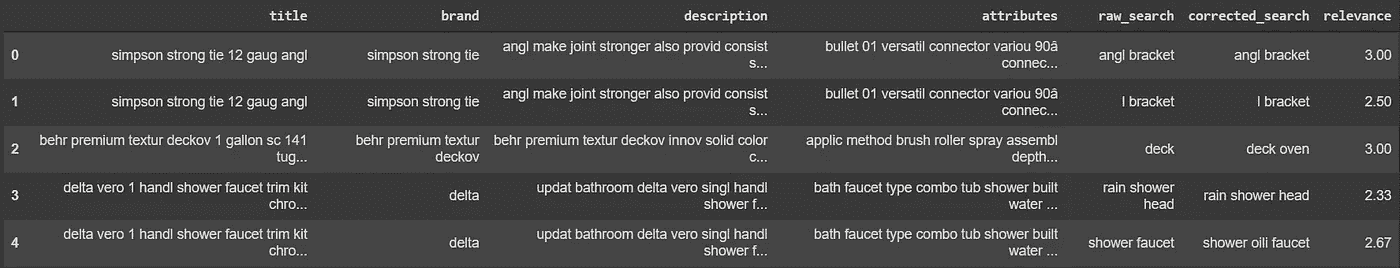 title brand description attributes raw_search corrected_search relevance
0 simpson strong tie 12 gaug angl simpson strong tie angl make joint stronger also provid consist s... bullet 01 versatil connector variou 90â connec... angl bracket angl bracket 3.00
1 simpson strong tie 12 gaug angl simpson strong tie angl make joint stronger also provid consist s... bullet 01 versatil connector variou 90â connec... l bracket l bracket 2.50
2 behr premium textur deckov 1 gallon sc 141 tug... behr premium textur deckov behr premium textur deckov innov solid color c... applic method brush roller spray assembl depth... deck deck oven 3.00
3 delta vero 1 handl shower faucet trim kit chro... delta updat bathroom delta vero singl handl shower f... bath faucet type combo tub shower built water ... rain shower head rain shower head 2.33
4 delta vero 1 handl shower faucet trim kit chro... delta updat bathroom delta vero singl handl shower f... bath faucet type combo tub shower built water ... shower faucet shower oili faucet 2.67